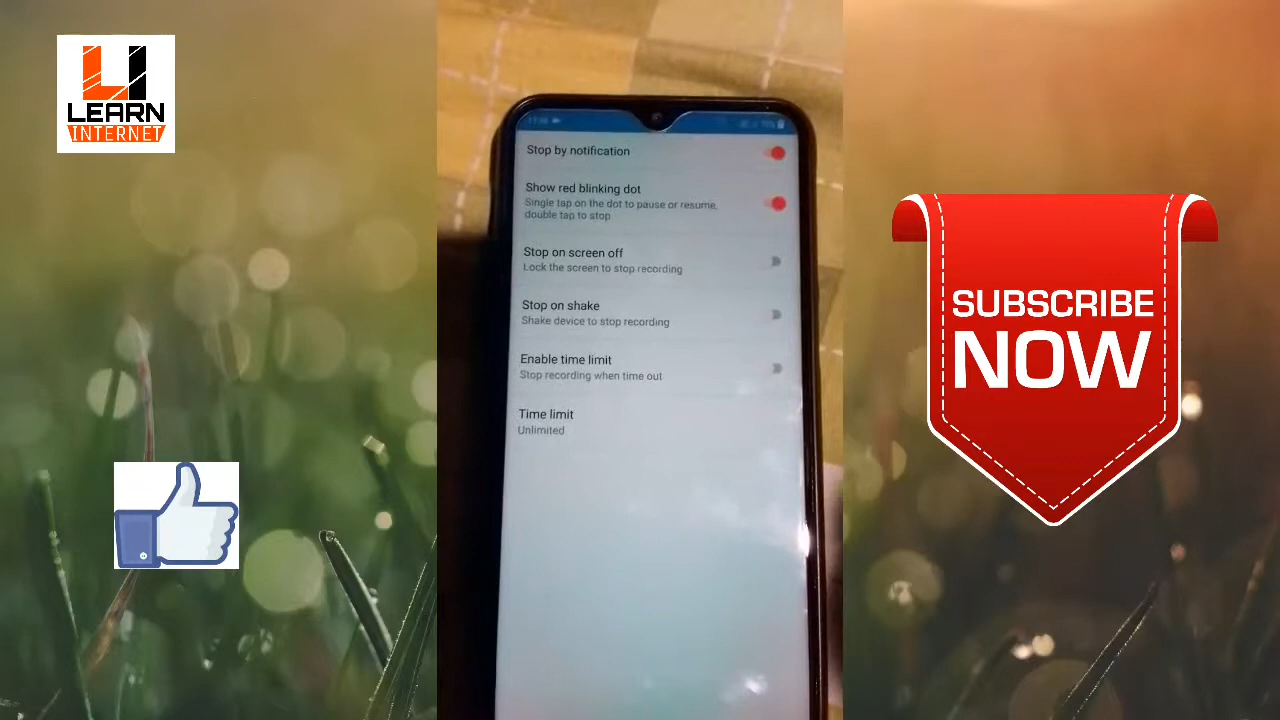 LEARN
INTERNET
Stop by notification
Show red blinking dot
Single tap on the dot to pause or resume,
double tap to stop
Stop on screen off
Lock the screen to stop recording
Stop on shake
Shake device to stop recording
Enable time limit
Stop recording when time out
Time limit
Unlimited
SUBSCRIBE
NOW